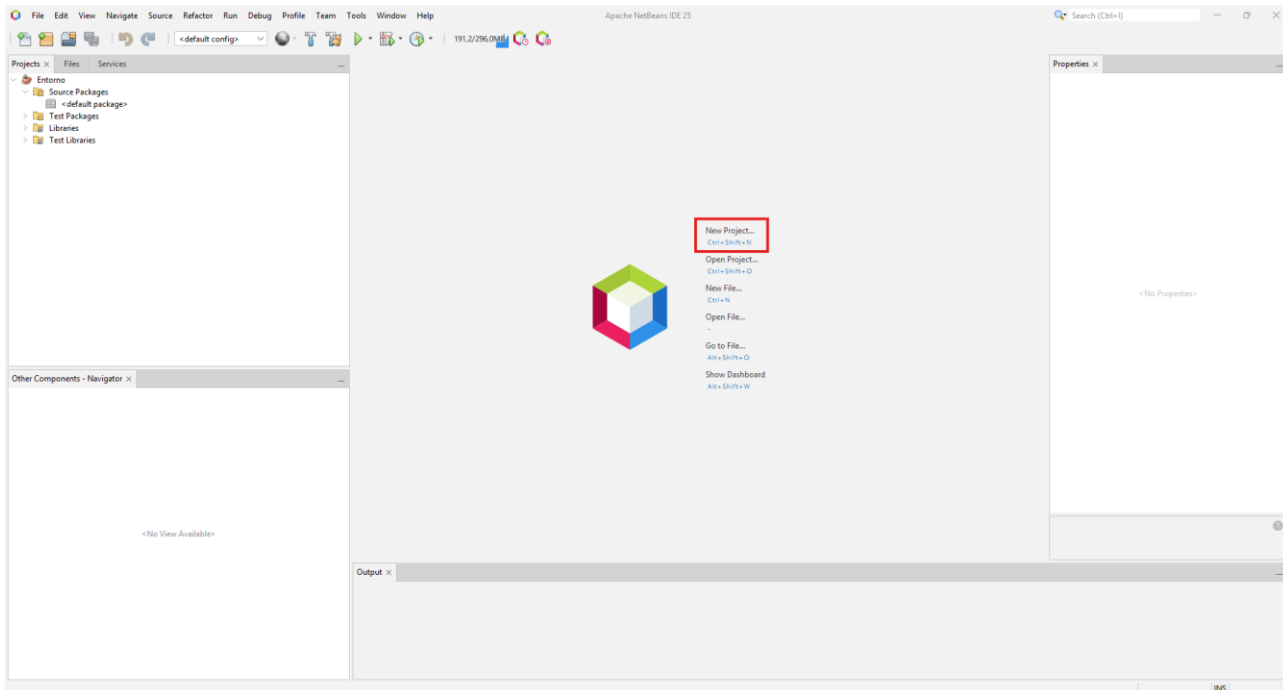 File Edit View Navigate Source Refactor Run Debug Profile Team Tools Window Help
Apache NetBeans IDE 25
Search (Ctrl+I)
<default config>
191,2/296,0MB
Projects
Files
Services
Entorno
Source Packages
<default package>
Test Packages
Libraries
Test Libraries
New Project...
Ctrl+Shift+N
Open Project...
Ctrl+Shift+O
New File...
Ctrl+N
Open File...
-
Go to File...
Alt+Shift+O
Show Dashboard
Alt+Shift+W
Properties
<No Properties>
Other Components - Navigator
<No View Available>
Output
INS